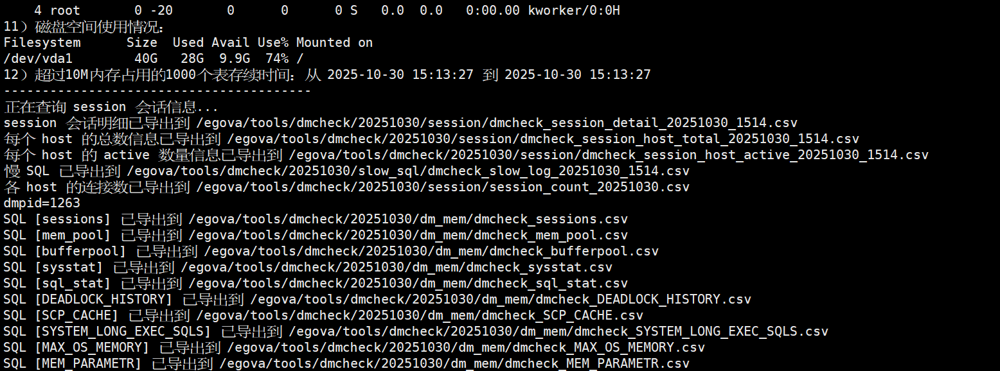 4 root 0 -20 0 0 0 S 0.0 0.0 0:00.00 kworker/0:0H
11）磁盘空间使用情况：
Filesystem Size Used Avail Use% Mounted on
/dev/vda1 40G 28G 9.9G 74% /
12）超过10M内存占用的1000个表存续时间：从 2025-10-30 15:13:27 到 2025-10-30 15:13:27
----------------------------------------
正在查询 session 会话信息...
session 会话明细已导出到 /egova/tools/dmcheck/20251030/session/dmcheck_session_detail_20251030_1514.csv
每个 host 的总数信息已导出到 /egova/tools/dmcheck/20251030/session/dmcheck_session_host_total_20251030_1514.csv
每个 host 的 active 数量信息已导出到 /egova/tools/dmcheck/20251030/session/dmcheck_session_host_active_20251030_1514.csv
慢 SQL 已导出到 /egova/tools/dmcheck/20251030/slow_sql/dmcheck_slow_log_20251030_1514.csv
各 host 的连接数已导出到 /egova/tools/dmcheck/20251030/session/session_count_20251030.csv
dmpid=1263
SQL [sessions] 已导出到 /egova/tools/dmcheck/20251030/dm_mem/dmcheck_sessions.csv
SQL [mem_pool] 已导出到 /egova/tools/dmcheck/20251030/dm_mem/dmcheck_mem_pool.csv
SQL [bufferpool] 已导出到 /egova/tools/dmcheck/20251030/dm_mem/dmcheck_bufferpool.csv
SQL [sysstat] 已导出到 /egova/tools/dmcheck/20251030/dm_mem/dmcheck_sysstat.csv
SQL [sql_stat] 已导出到 /egova/tools/dmcheck/20251030/dm_mem/dmcheck_sql_stat.csv
SQL [DEADLOCK_HISTORY] 已导出到 /egova/tools/dmcheck/20251030/dm_mem/dmcheck_DEADLOCK_HISTORY.csv
SQL [SCP_CACHE] 已导出到 /egova/tools/dmcheck/20251030/dm_mem/dmcheck_SCP_CACHE.csv
SQL [SYSTEM_LONG_EXEC_SQLS] 已导出到 /egova/tools/dmcheck/20251030/dm_mem/dmcheck_SYSTEM_LONG_EXEC_SQLS.csv
SQL [MAX_OS_MEMORY] 已导出到 /egova/tools/dmcheck/20251030/dm_mem/dmcheck_MAX_OS_MEMORY.csv
SQL [MEM_PARAMETR] 已导出到 /egova/tools/dmcheck/20251030/dm_mem/dmcheck_MEM_PARAMETR.csv